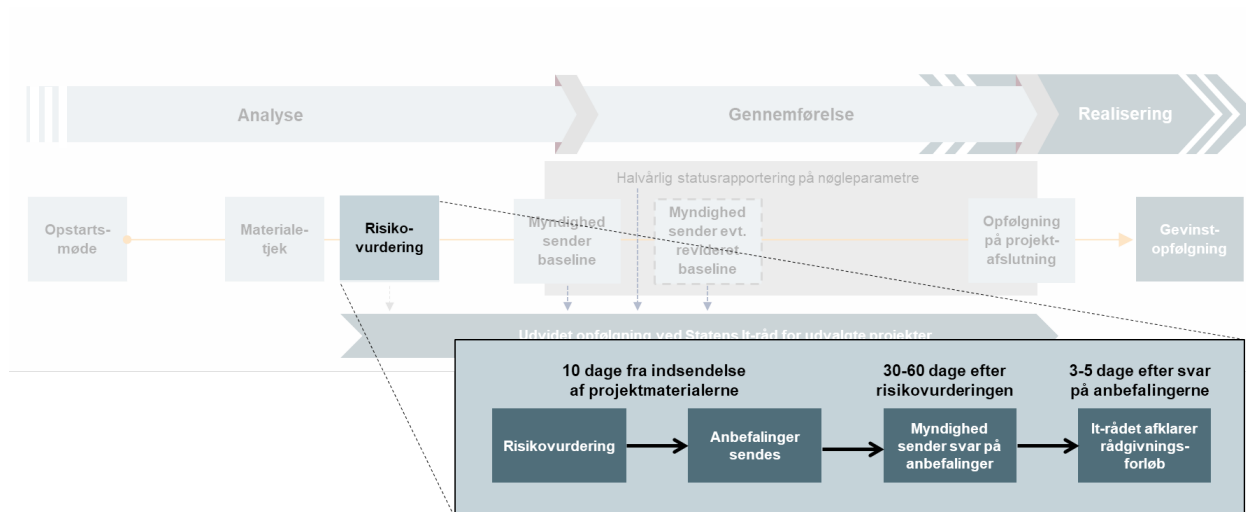 Analyse
Gennemførelse
Realisering
Halvårlig statusrapportering på nøgleparametre
Opstarts-
møde
Materiale-
tjek
Risiko-
vurdering
Myndighed
sender
baseline
Myndighed
sender evt.
revideret
baseline
Opfølgning
på projekt-
afslutning
Gevinst-
opfølgning
Udvidet opfølgning ved Statens It-råd for udvalgte projekter
10 dage fra indsendelse
af projektmaterialerne
30-60 dage efter
risikovurderingen
3-5 dage efter svar
på anbefalingerne
Risikovurdering
Anbefalinger
sendes
Myndighed
sender svar på
anbefalinger
It-rådet afklarer
rådgivnings-
forløb